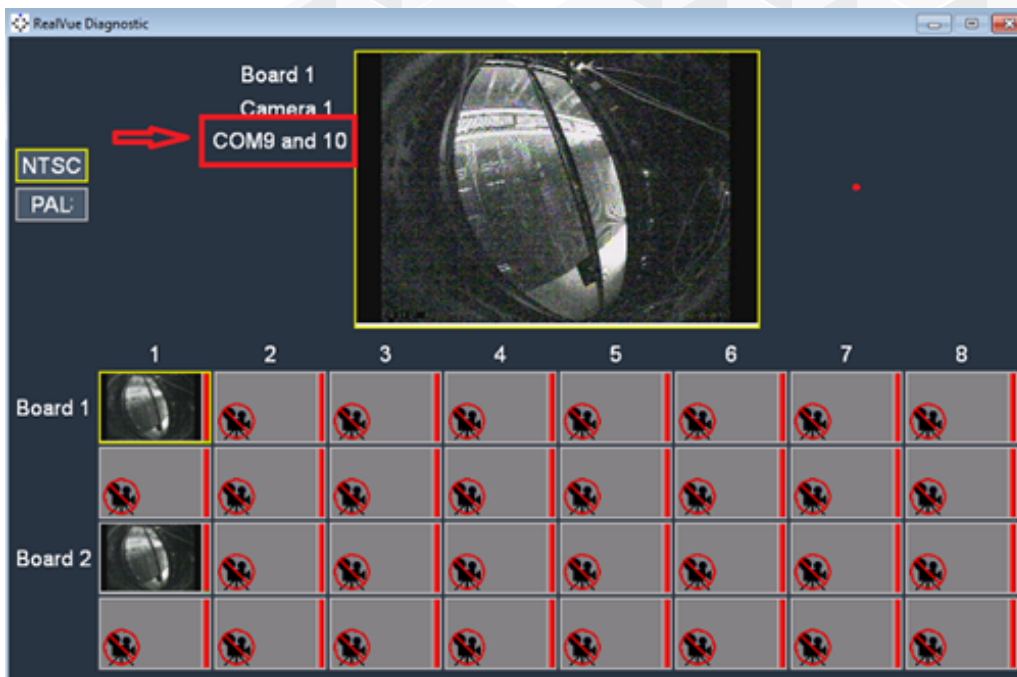 RealVue Diagnostic
Board 1
Camera 1
COM9 and 10
NTSC
PAL
1 2 3 4 5 6 7 8
Board 1
Board 2